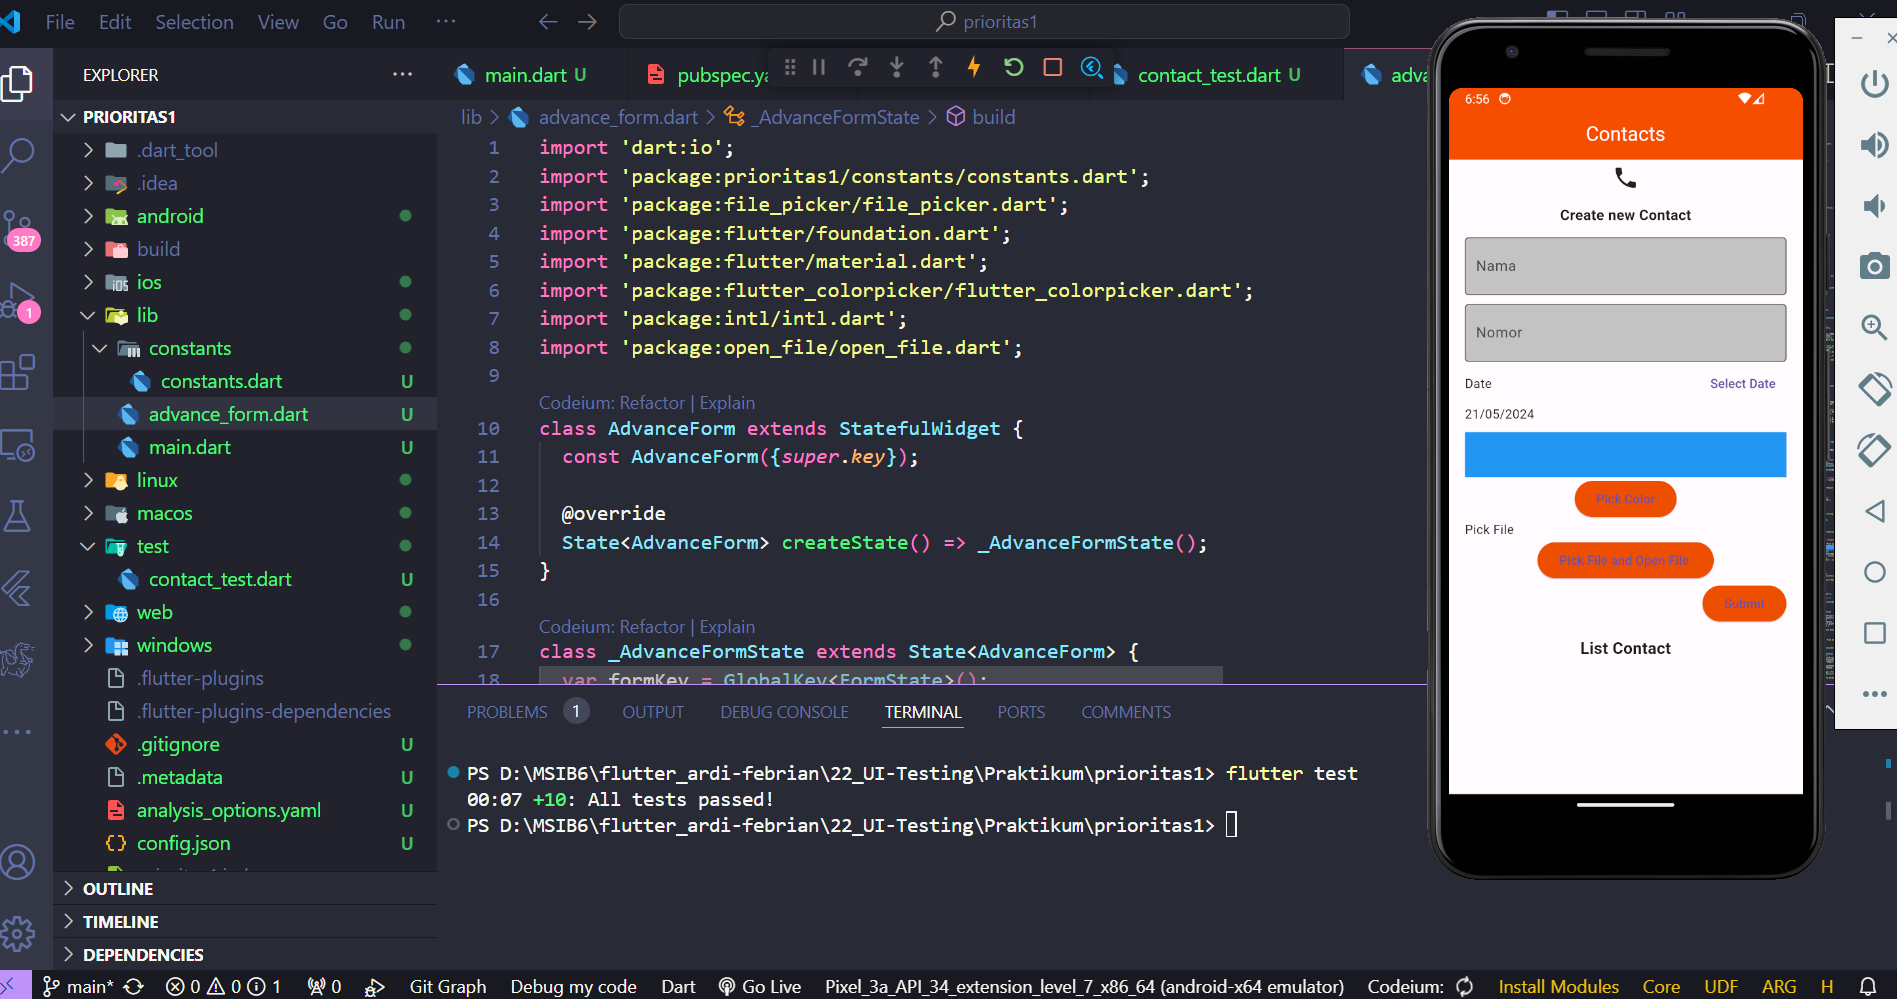 File Edit Selection View Go Run ···
prioritas1
EXPLORER
PRIORITAS1
.dart_tool
.idea
android
build
ios
lib
constants
constants.dart U
advance_form.dart U
main.dart U
linux
macos
test
contact_test.dart U
web
windows
.flutter-plugins
.flutter-plugins-dependencies
.gitignore U
.metadata U
analysis_options.yaml U
config.json U
OUTLINE
TIMELINE
DEPENDENCIES
387
1
main.dart U
pubspec.ya
contact_test.dart U
adva
lib > advance_form.dart > _AdvanceFormState > build
1 import 'dart:io';
2 import 'package:prioritas1/constants/constants.dart';
3 import 'package:file_picker/file_picker.dart';
4 import 'package:flutter/foundation.dart';
5 import 'package:flutter/material.dart';
6 import 'package:flutter_colorpicker/flutter_colorpicker.dart';
7 import 'package:intl/intl.dart';
8 import 'package:open_file/open_file.dart';
9
Codeium: Refactor | Explain
10 class AdvanceForm extends StatefulWidget {
11 const AdvanceForm({super.key});
12
13 @override
14 State<AdvanceForm> createState() => _AdvanceFormState();
15 }
16
Codeium: Refactor | Explain
17 class _AdvanceFormState extends State<AdvanceForm> {
18 var formKey = GlobalKey<FormState>();
PROBLEMS 1 OUTPUT DEBUG CONSOLE TERMINAL PORTS COMMENTS
PS D:\MSIB6\flutter_ardi-febrian\22_UI-Testing\Praktikum\prioritas1> flutter test
00:07 +10: All tests passed!
PS D:\MSIB6\flutter_ardi-febrian\22_UI-Testing\Praktikum\prioritas1>
6:56
Contacts
Create new Contact
Nama
Nomor
Date Select Date
21/05/2024
Pick Color
Pick File
Pick File and Open File
Submit
List Contact
main* 0 0 1 0 Git Graph Debug my code Dart Go Live Pixel_3a_API_34_extension_level_7_x86_64 (android-x64 emulator) Codeium: Install Modules Core UDF ARG H